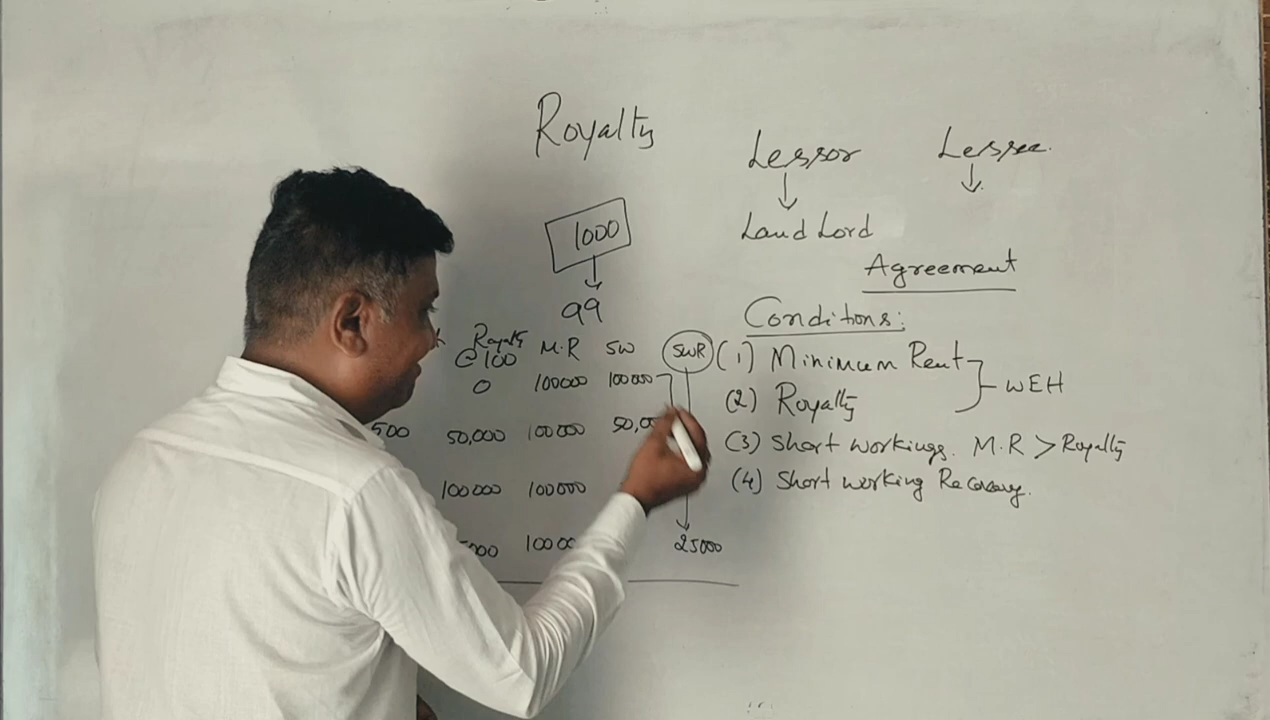 Royalty
Lessor Lessee.
1000
Land Lord
Agreement
99
Conditions:
Royalty @100 M.R SW SWR
(1) Minimum Rent
WEH
0 100000 100000
(2) Royalty
500 50,000 100000
(3) Short workings. M.R > Royalty
100000 100000
(4) Short working Recovery.
25000